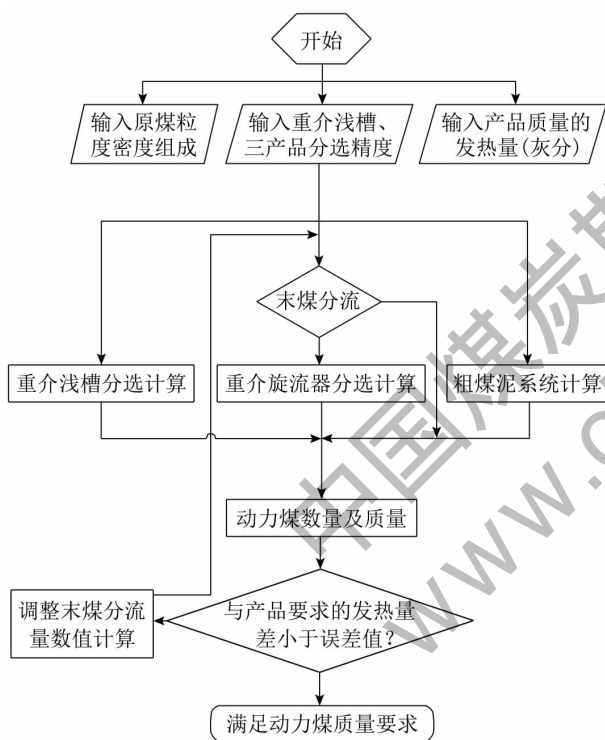 开始
输入原煤粒
度密度组成
输入重介浅槽、
三产品分选精度
输入产品质量的
发热量(灰分)
末煤分流
重介浅槽分选计算
重介旋流器分选计算
粗煤泥系统计算
动力煤数量及质量
调整末煤分流
量数值计算
与产品要求的发热量
差小于误差值?
满足动力煤质量要求
中国煤炭
www.